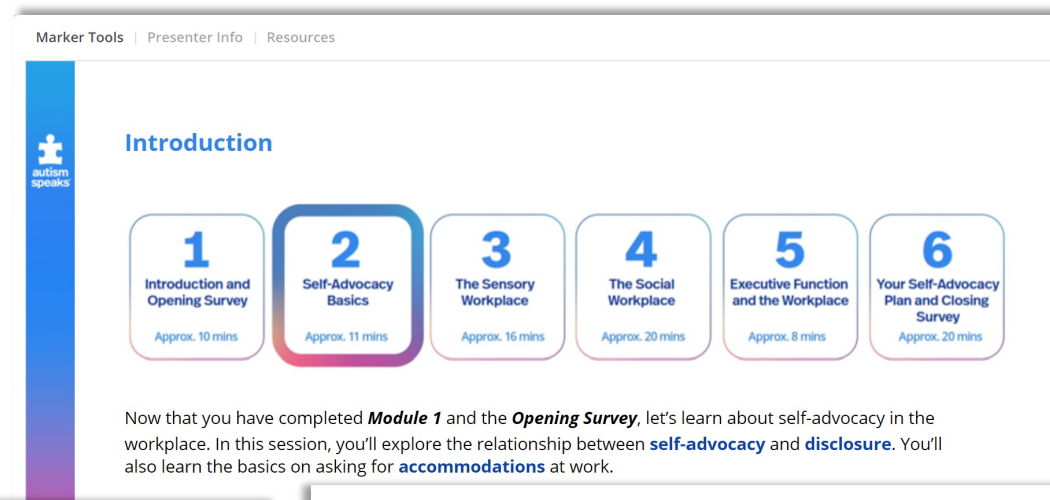 Marker Tools | Presenter Info | Resources
autism
speaks
Introduction
1
Introduction and
Opening Survey
Approx. 10 mins
2
Self-Advocacy
Basics
Approx. 11 mins
3
The Sensory
Workplace
Approx. 16 mins
4
The Social
Workplace
Approx. 20 mins
5
Executive Function
and the Workplace
Approx. 8 mins
6
Your Self-Advocacy
Plan and Closing
Survey
Approx. 20 mins
Now that you have completed Module 1 and the Opening Survey, let’s learn about self-advocacy in the
workplace. In this session, you’ll explore the relationship between self-advocacy and disclosure. You’ll
also learn the basics on asking for accommodations at work.